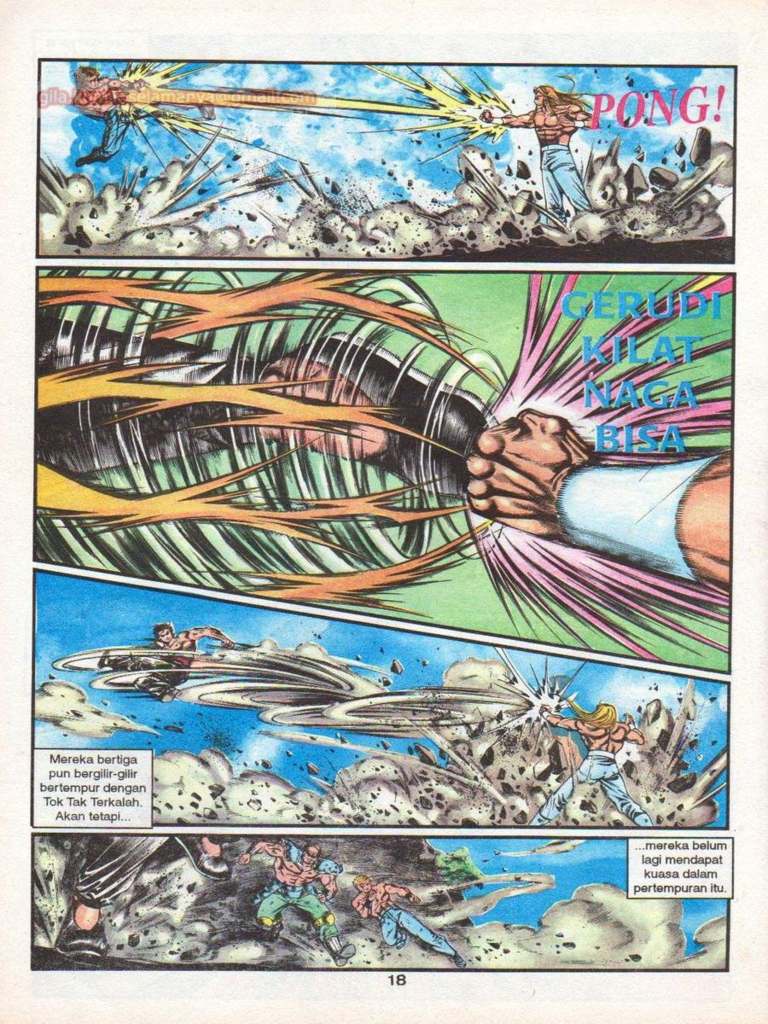 PONG!
GERUDI
KILAT
NAGA
BISA
Mereka bertiga
pun bergilir-gilir
bertempur dengan
Tok Tak Terkalah.
Akan tetapi...
...mereka belum
lagi mendapat
kuasa dalam
pertempuran itu.
18